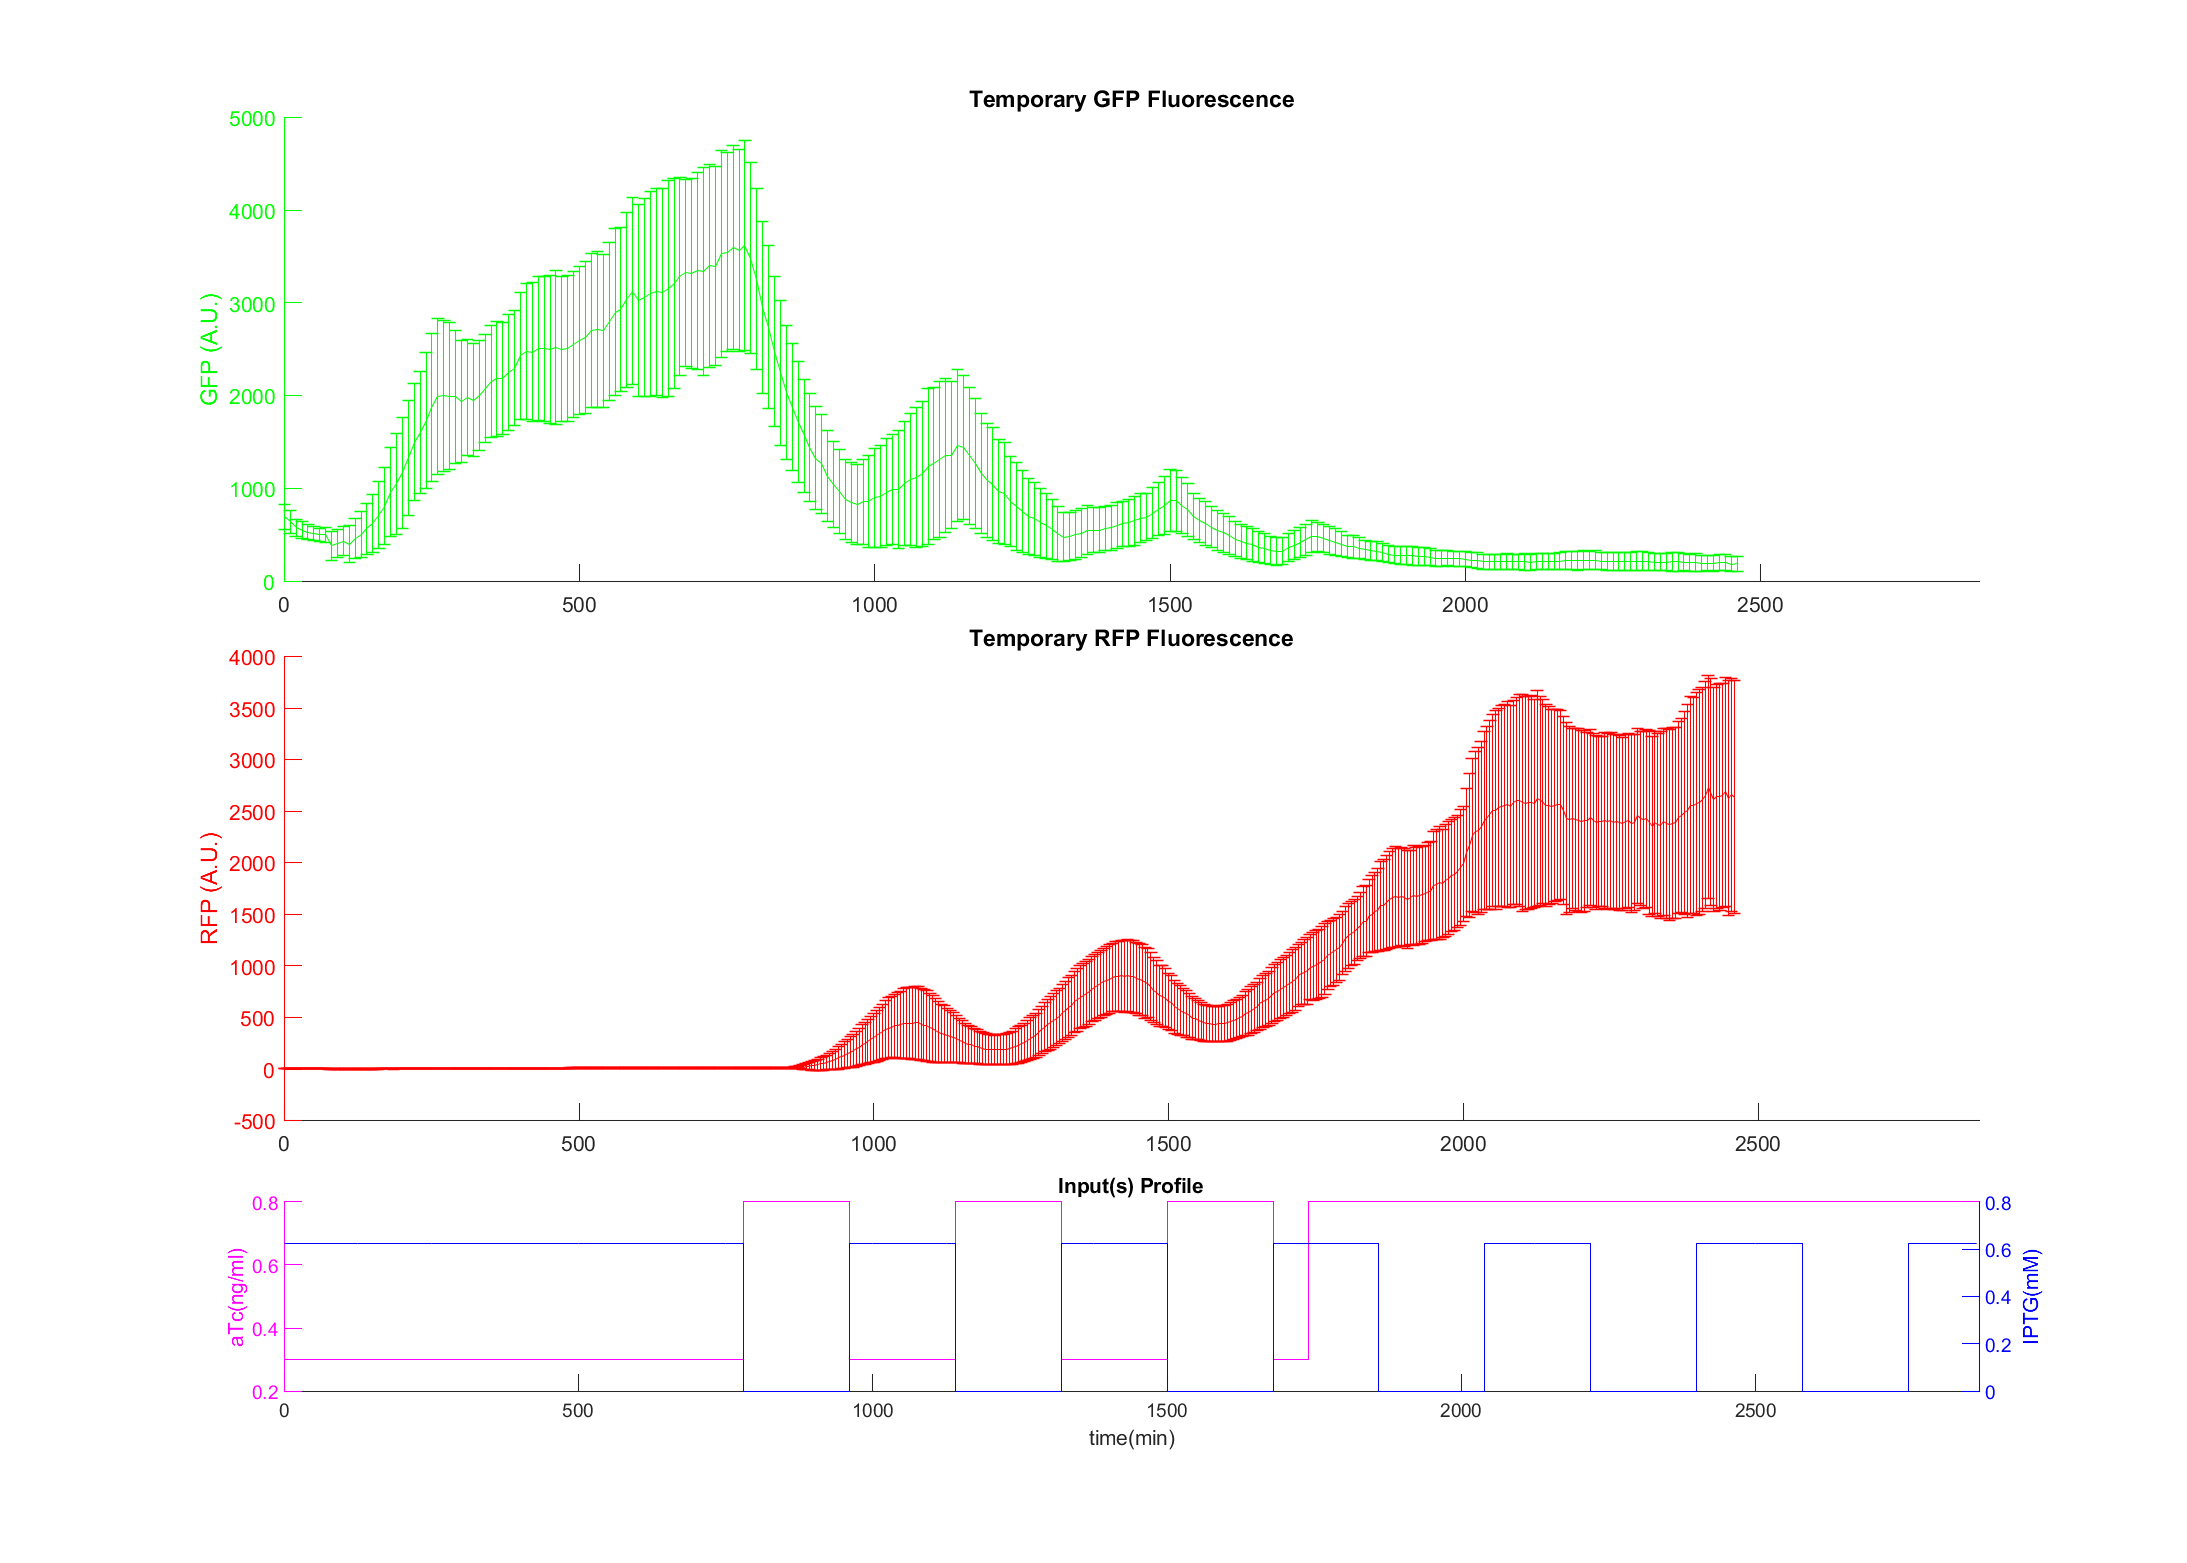 Temporary GFP Fluorescence
5000
4000
3000
2000
1000
0
GFP (A.U.)
0 500 1000 1500 2000 2500
Temporary RFP Fluorescence
4000
3500
3000
2500
2000
1500
1000
500
0
-500
RFP (A.U.)
0 500 1000 1500 2000 2500
Input(s) Profile
0.8
0.6
0.4
0.2
aTc(ng/ml)
0.8
0.6
0.4
0.2
0
IPTG(mM)
0 500 1000 1500 2000 2500
time(min)